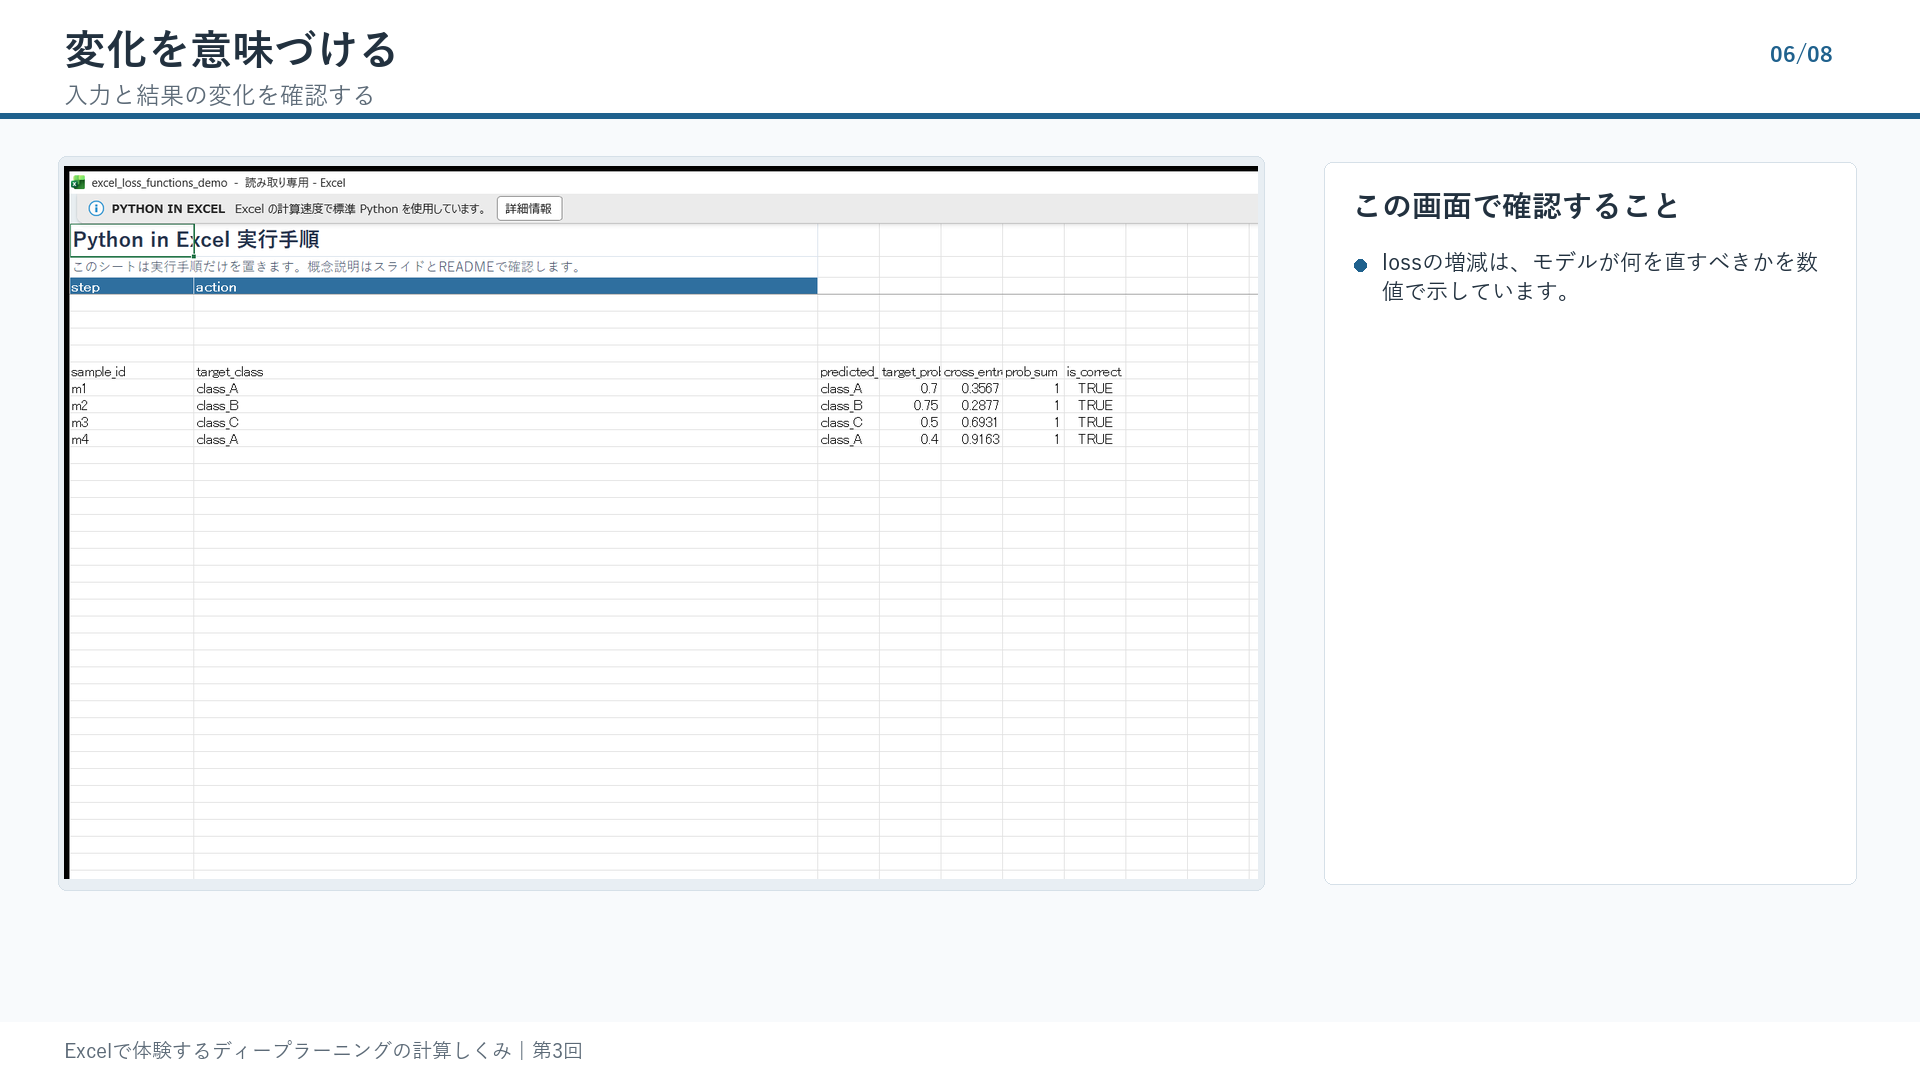 変化を意味づける
入力と結果の変化を確認する
06/08
excel_loss_functions_demo - 読み取り専用 - Excel
PYTHON IN EXCEL Excel の計算速度で標準 Python を使用しています。 詳細情報
Python in Excel 実行手順
このシートは実行手順だけを置きます。概念説明はスライドとREADMEで確認します。
step action
sample_id target_class predicted_ target_prol cross_entr prob_sum is_correct
m1 class_A class_A 0.7 0.3567 1 TRUE
m2 class_B class_B 0.75 0.2877 1 TRUE
m3 class_C class_C 0.5 0.6931 1 TRUE
m4 class_A class_A 0.4 0.9163 1 TRUE
この画面で確認すること
lossの増減は、モデルが何を直すべきかを数
値で示しています。
Excelで体験するディープラーニングの計算しくみ｜第3回